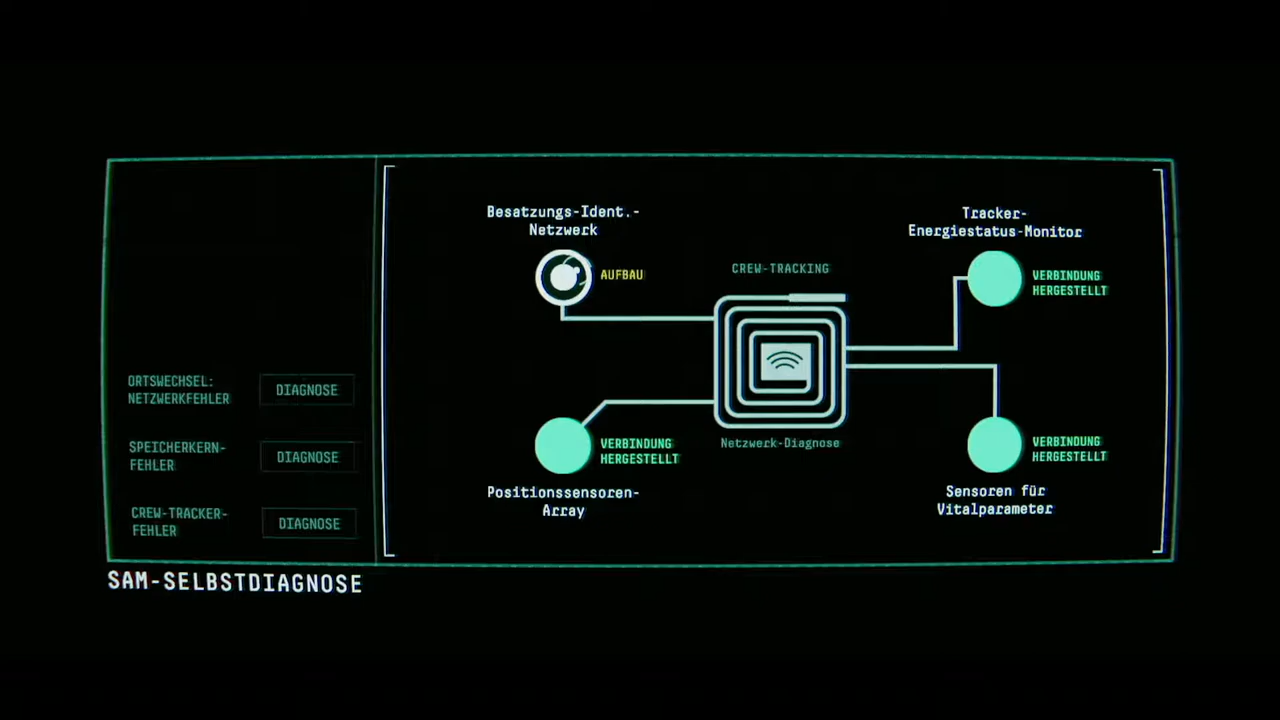 ORTSWECHSEL:
NETZWERKFEHLER
DIAGNOSE
SPEICHERKERN-
FEHLER
DIAGNOSE
CREW-TRACKER-
FEHLER
DIAGNOSE
Besatzungs-Ident.-
Netzwerk
AUFBAU
CREW-TRACKING
Netzwerk-Diagnose
Tracker-
Energiestatus-Monitor
VERBINDUNG
HERGESTELLT
VERBINDUNG
HERGESTELLT
Positionssensoren-
Array
VERBINDUNG
HERGESTELLT
Sensoren für
Vitalparameter
SAM-SELBSTDIAGNOSE